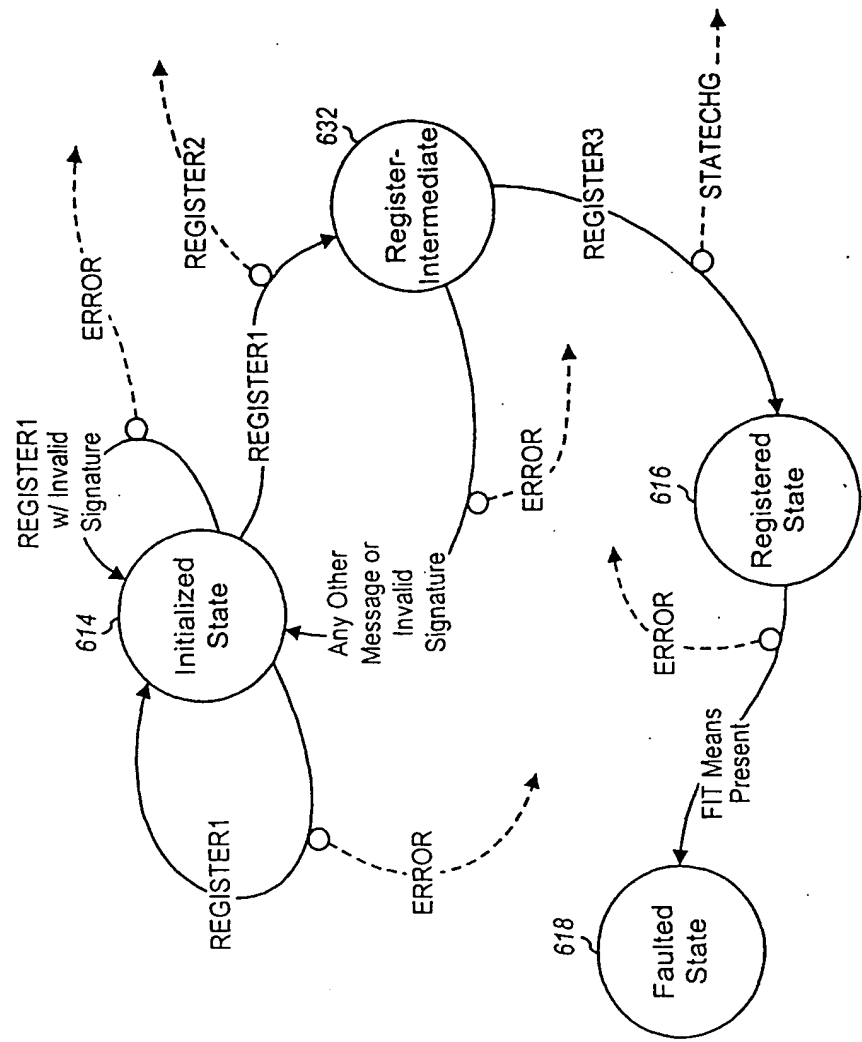 REGISTER1
w/ Invalid
Signature
614
ERROR
Initialized
State
REGISTER2
REGISTER1
REGISTER1
632
Any Other
Message or
Invalid
Signature
Register-
Intermediate
ERROR
ERROR
618
REGISTER3
Faulted
State
ERROR
616
FIT Means
Present
STATECHG
Registered
State